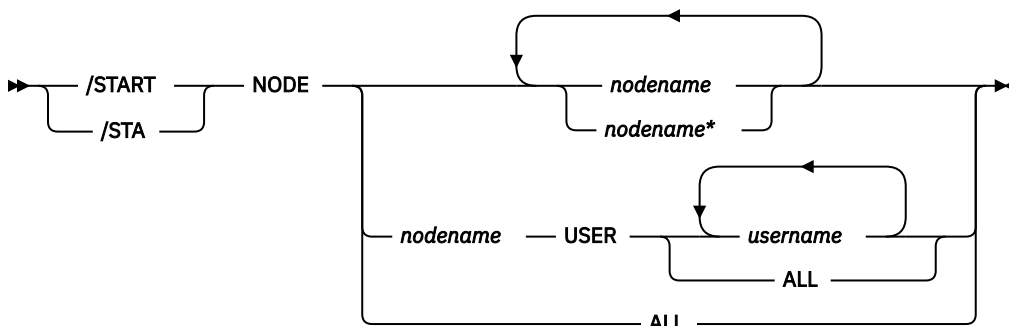 /START NODE nodename
/STA nodename*
nodename USER username
ALL
ALL